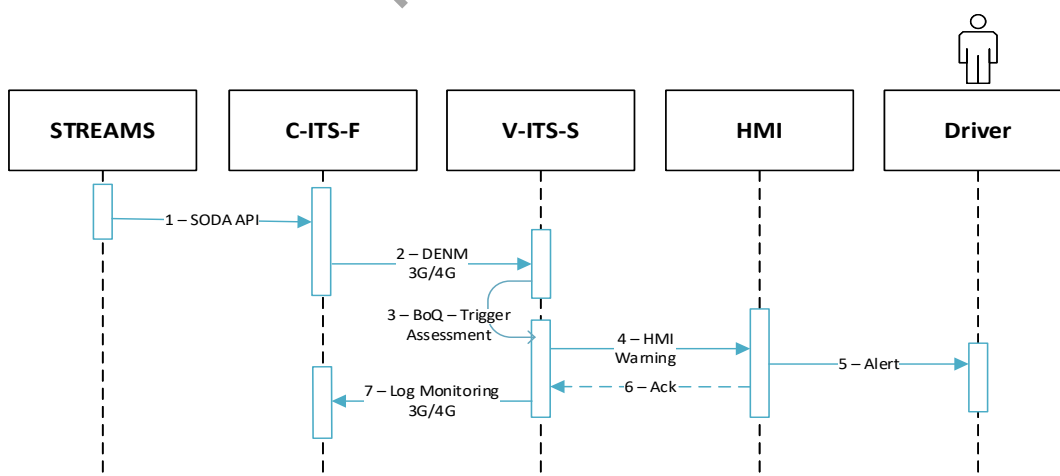 STREAMS
C-ITS-F
V-ITS-S
HMI
Driver
1 – SODA API
2 – DENM
3G/4G
3 – BoQ – Trigger
Assessment
4 – HMI
Warning
5 – Alert
6 – Ack
7 – Log Monitoring
3G/4G